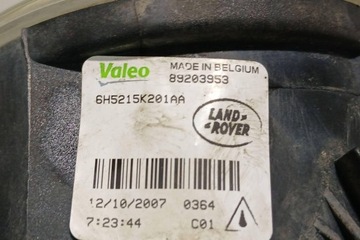 Valeo
MADE IN BELGIUM
89203953
6H5215K201AA
LAND-
ROVER
12/10/2007 0364
7:23:44 C01